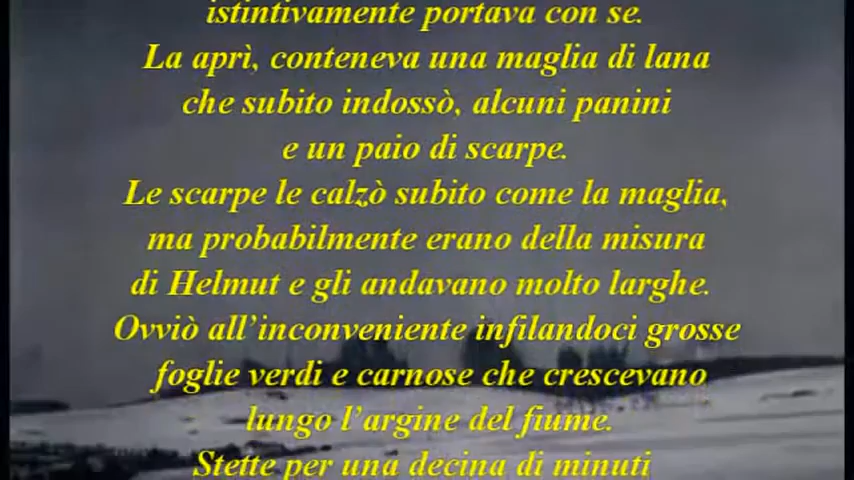 istintivamente portava con se.
La aprì, conteneva una maglia di lana
che subito indossò, alcuni panini
e un paio di scarpe.
Le scarpe le calzò subito come la maglia,
ma probabilmente erano della misura
di Helmut e gli andavano molto larghe.
Ovviò all’inconveniente infilandoci grosse
foglie verdi e carnose che crescevano
lungo l’argine del fiume.
Stette per una decina di minuti